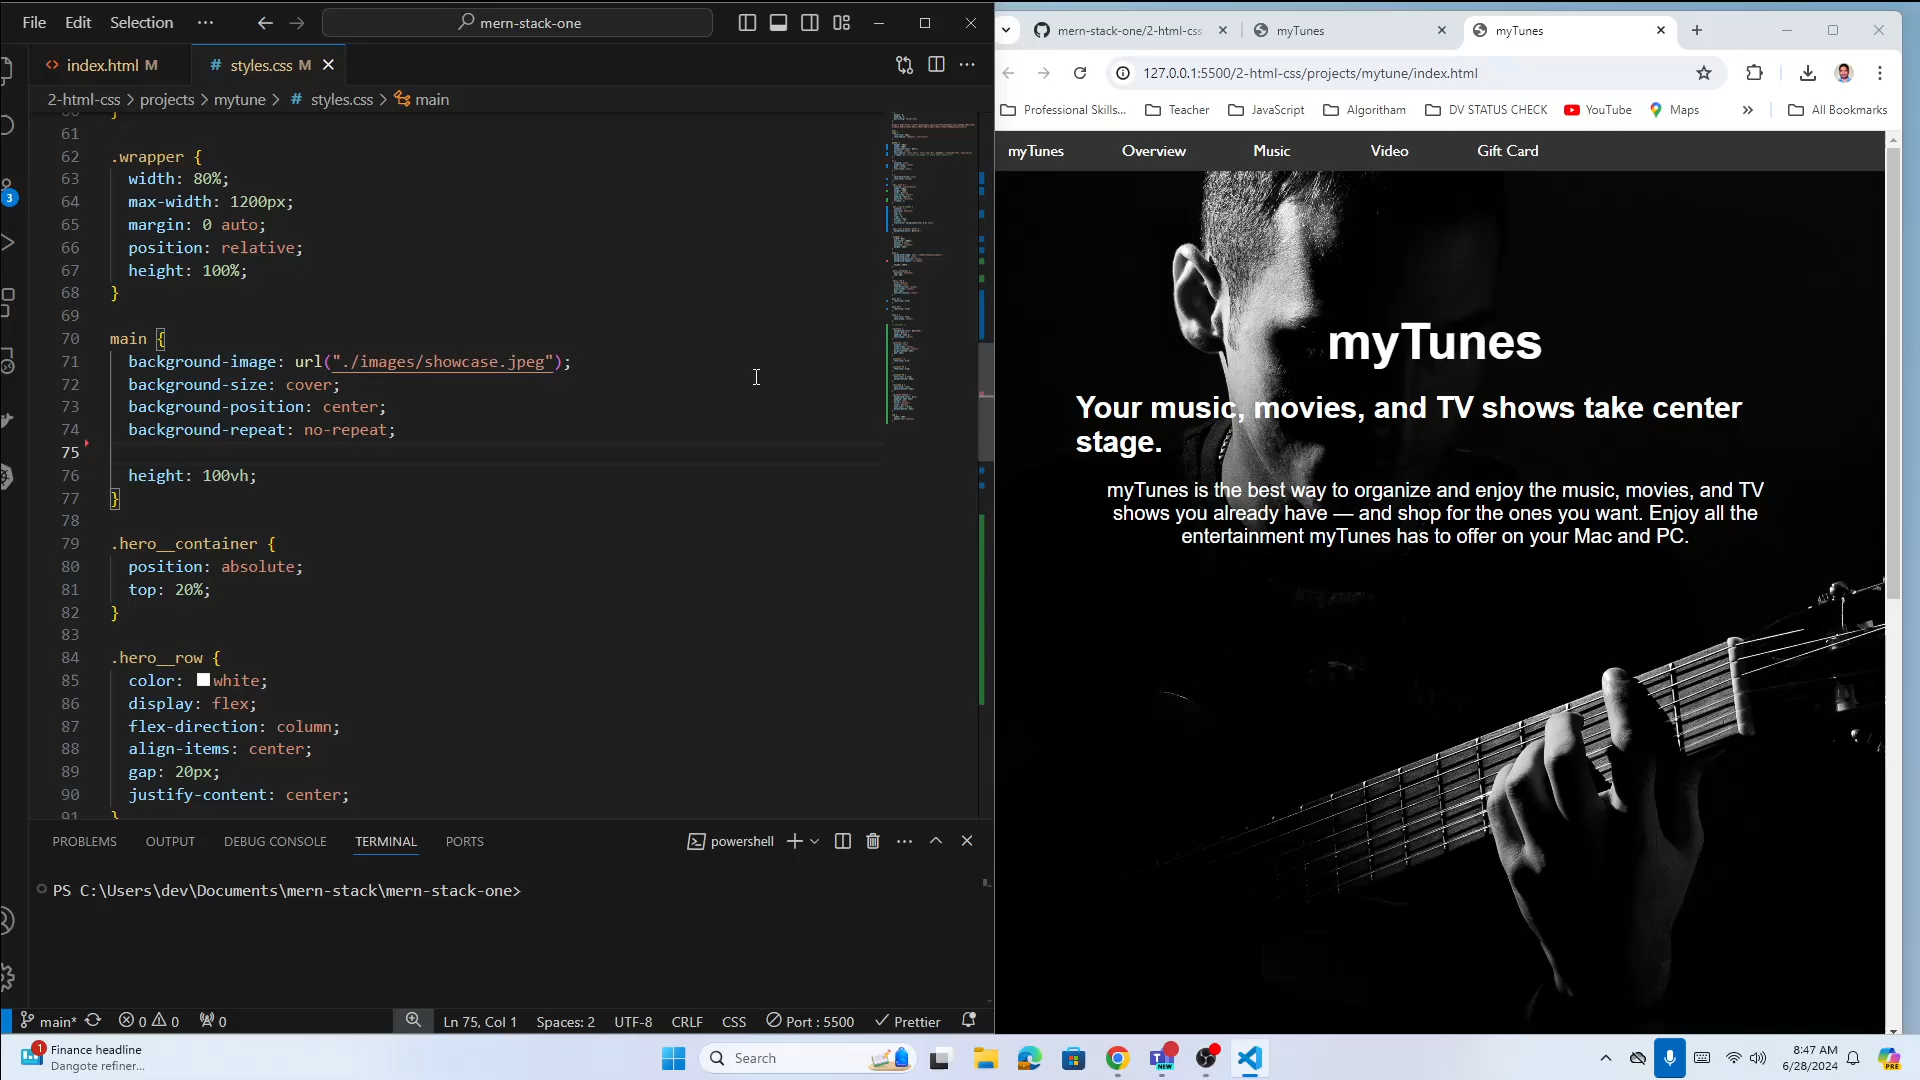 File Edit Selection ··· mern-stack-one
index.html M styles.css M
2-html-css > projects > mytune > # styles.css > main
61
62 .wrapper {
63 width: 80%;
64 max-width: 1200px;
65 margin: 0 auto;
66 position: relative;
67 height: 100%;
68 }
69
70 main {
71 background-image: url("./images/showcase.jpeg");
72 background-size: cover;
73 background-position: center;
74 background-repeat: no-repeat;
75
76 height: 100vh;
77 }
78
79 .hero__container {
80 position: absolute;
81 top: 20%;
82 }
83
84 .hero__row {
85 color: white;
86 display: flex;
87 flex-direction: column;
88 align-items: center;
89 gap: 20px;
90 justify-content: center;
91 }
3
PROBLEMS OUTPUT DEBUG CONSOLE TERMINAL PORTS powershell
PS C:\Users\dev\Documents\mern-stack\mern-stack-one>
main* 0 0 0 Ln 75, Col 1 Spaces: 2 UTF-8 CRLF CSS Port : 5500 Prettier
mern-stack-one/2-html-css myTunes myTunes
127.0.0.1:5500/2-html-css/projects/mytune/index.html
Professional Skills... Teacher JavaScript Algoritham DV STATUS CHECK YouTube Maps » All Bookmarks
myTunes Overview Music Video Gift Card
myTunes
Your music, movies, and TV shows take center
stage.
myTunes is the best way to organize and enjoy the music, movies, and TV
shows you already have — and shop for the ones you want. Enjoy all the
entertainment myTunes has to offer on your Mac and PC.
1
Finance headline
Dangote refiner...
Search
NEW
PRE
8:47 AM
6/28/2024